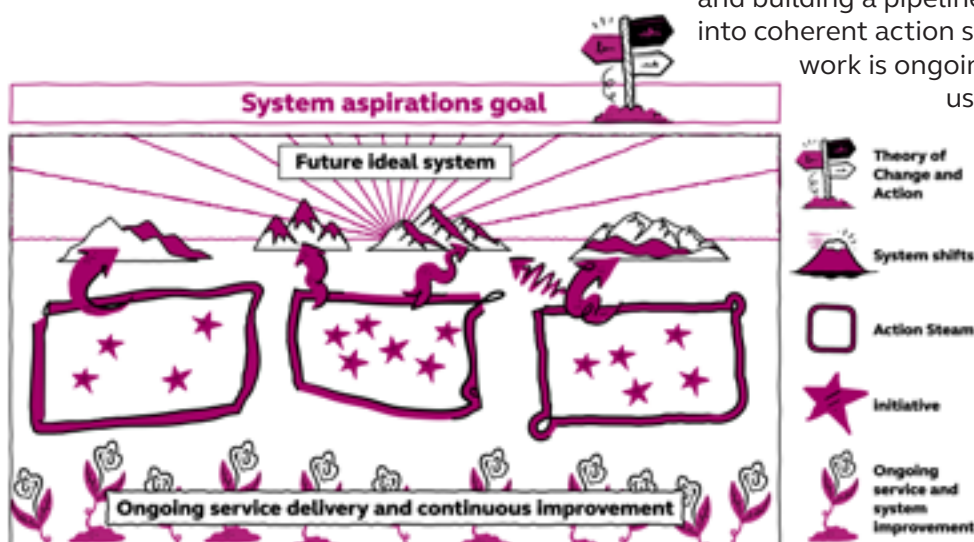 and building a pipeline
into coherent action s
work is ongoin
us
System aspirations goal
Future ideal system
Theory of
Change and
Action
System shifts
Action Steam
initiative
Ongoing
service and
system
improvement
Ongoing service delivery and continuous improvement